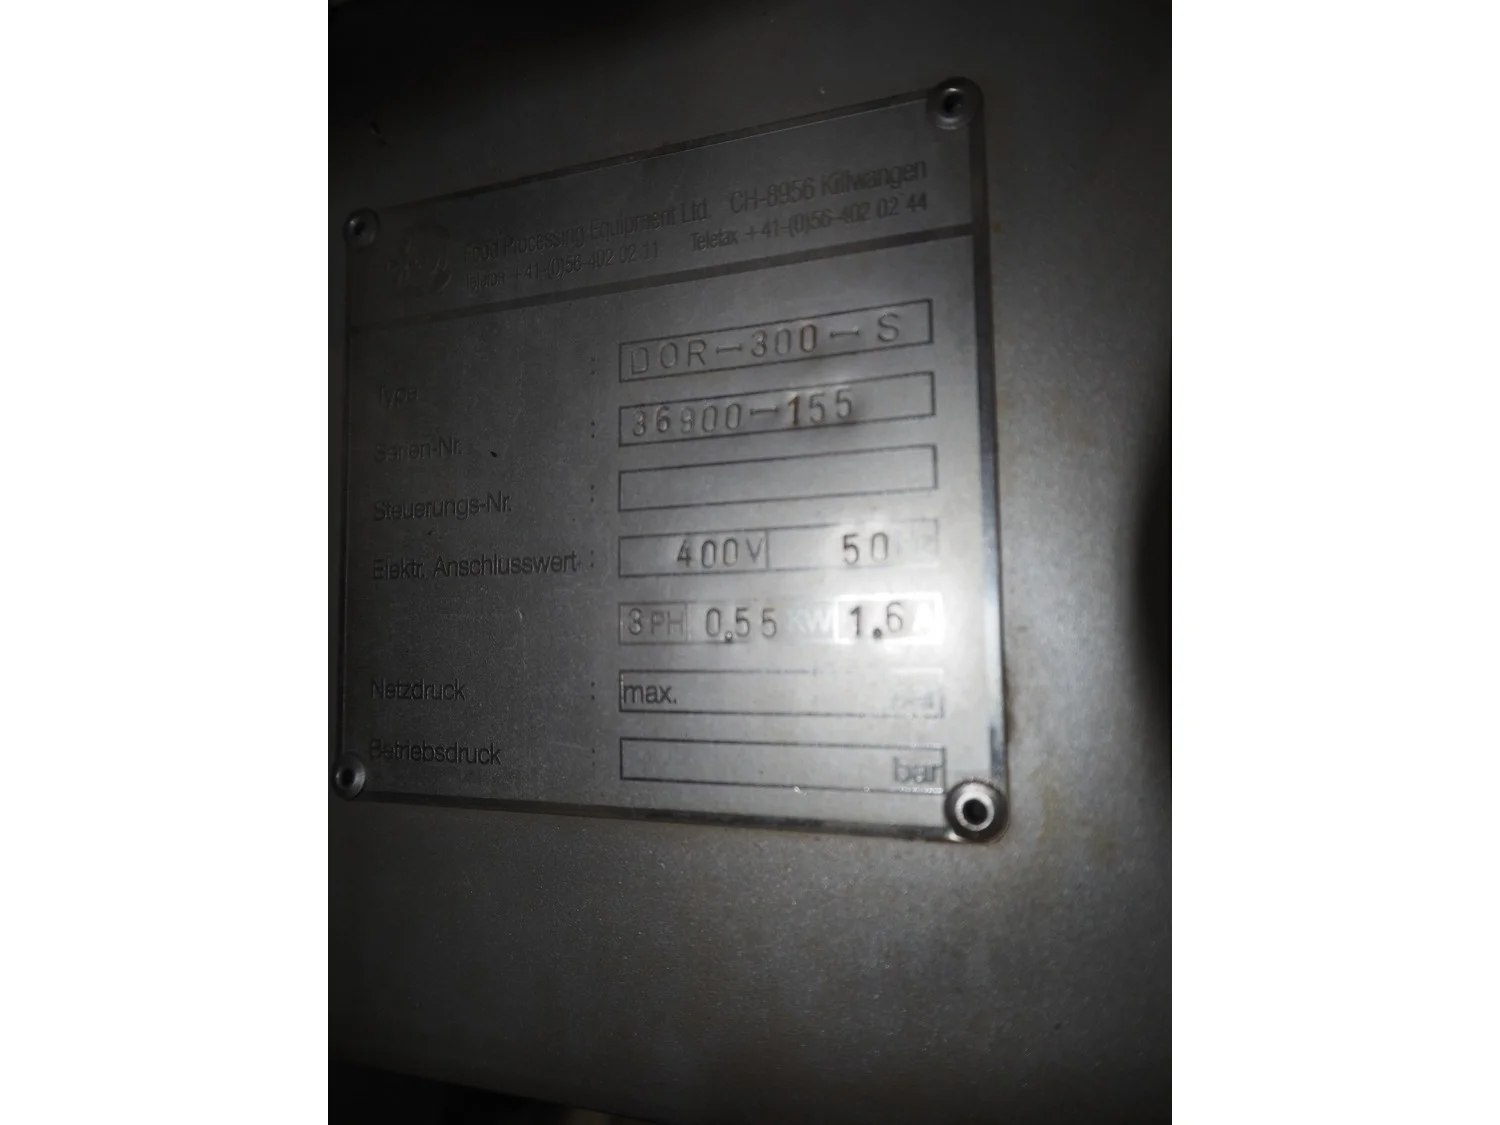 Food Processing Equipment Ltd. CH-8956 Killwangen
Telefon +41-(0)56-402 02 11 Telefax +41-(0)56-402 02 44
Type : DOR-300-S
Serien-Nr. : 36900-155
Steuerungs-Nr. :
Elektr. Anschlusswert : 400V 50
3PH 0,55 KW 1,6 A
Netzdruck : max.
Betriebsdruck : bar